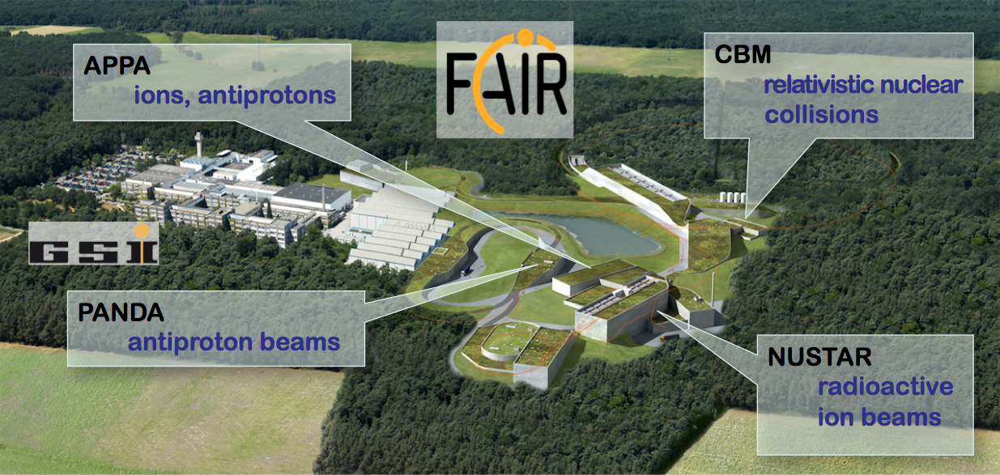 APPA
ions, antiprotons
FAIR
CBM
relativistic nuclear
collisions
GSI
PANDA
antiproton beams
NUSTAR
radioactive
ion beams